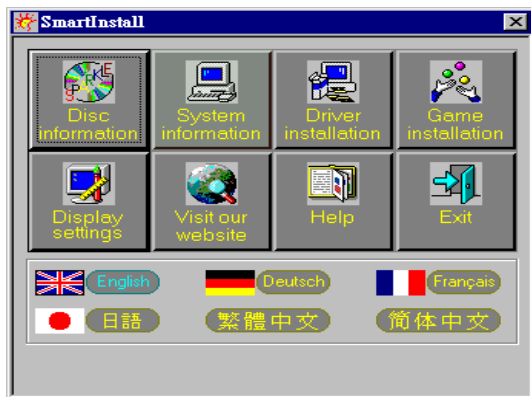 SmartInstall
SPARKLE
Disc
information
System
information
Driver
installation
Game
installation
Display
settings
Visit our
website
Help
Exit
English
Deutsch
Français
日語
繁體中文
简体中文